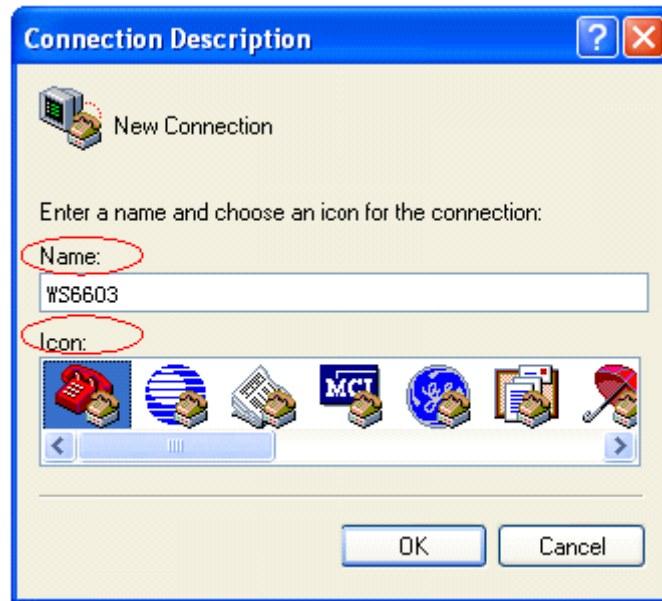 Connection Description
New Connection
Enter a name and choose an icon for the connection:
Name:
WS6603
Icon:
MCI
OK
Cancel